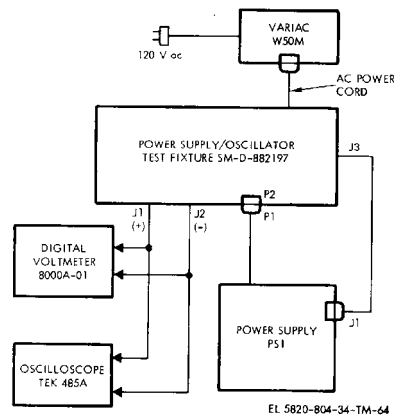 VARIAC
W50M
120 V ac
AC POWER
CORD
POWER SUPPLY/OSCILLATOR
TEST FIXTURE SM-D-882197
J3
J1
(+)
J2
(-)
P2
P1
DIGITAL
VOLTMETER
8000A-01
J1
POWER SUPPLY
PS1
OSCILLOSCOPE
TEK 485A
EL 5820-804-34-TM-64